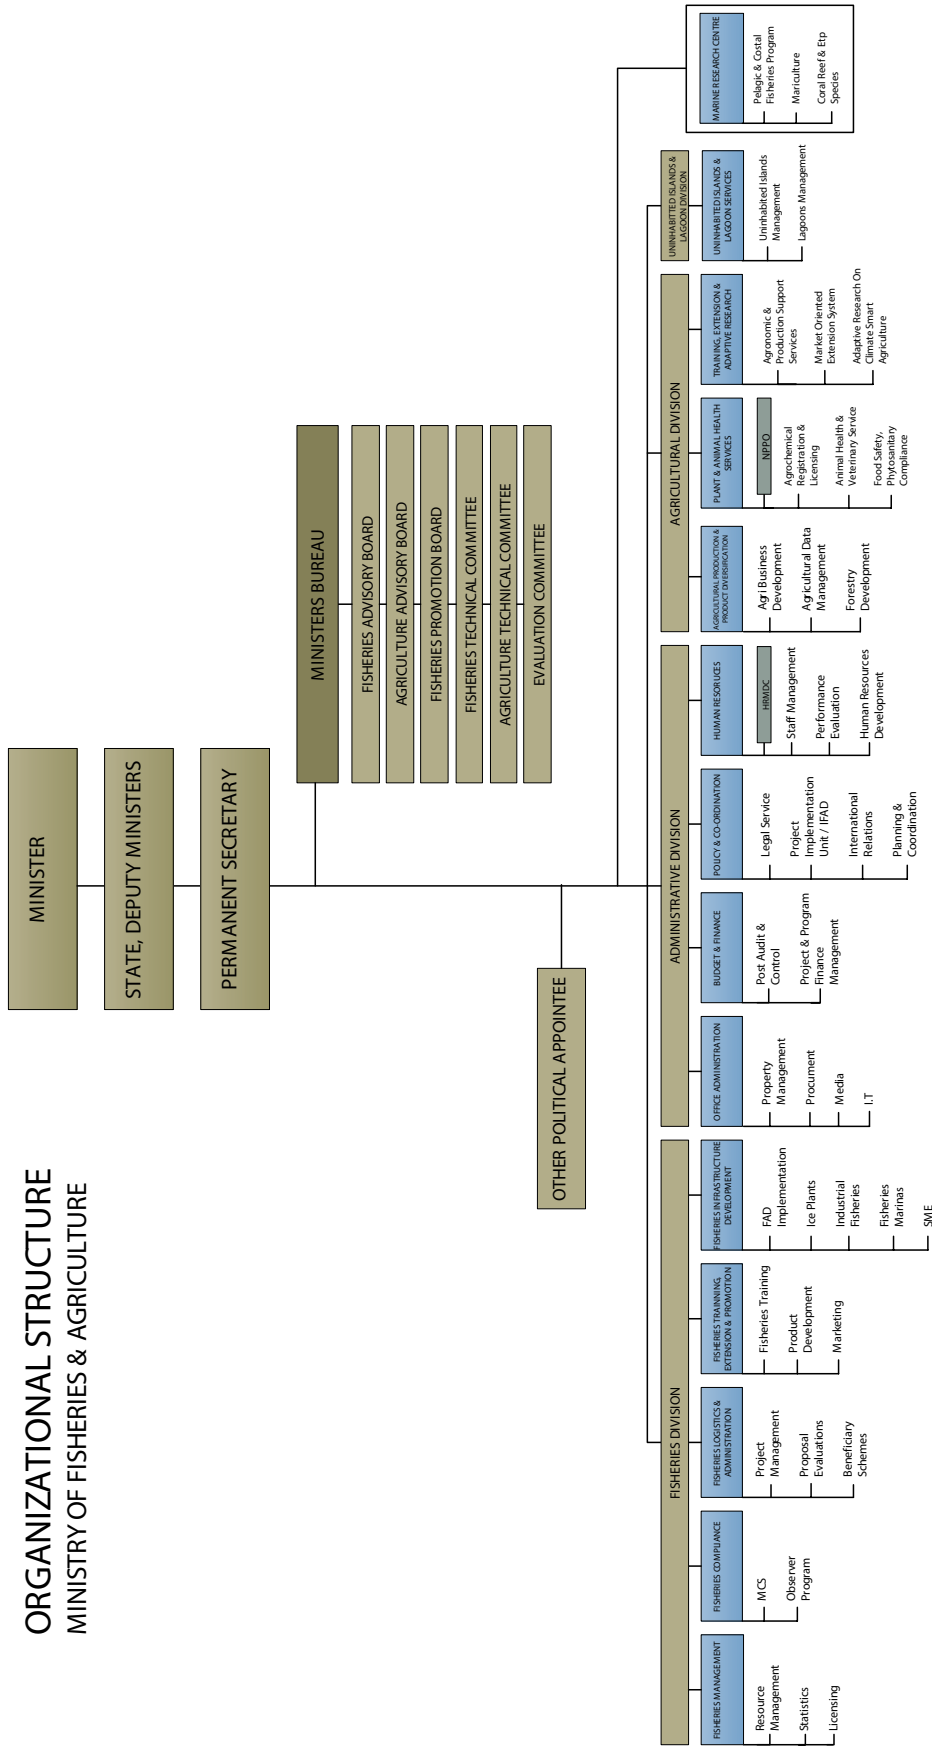 ORGANIZATIONAL STRUCTURE
MINISTRY OF FISHERIES & AGRICULTURE
MINISTER
STATE, DEPUTY MINISTERS
PERMANENT SECRETARY
MINISTERS BUREAU
FISHERIES ADVISORY BOARD
AGRICULTURE ADVISORY BOARD
FISHERIES PROMOTION BOARD
FISHERIES TECHNICAL COMMITTEE
AGRICULTURE TECHNICAL COMMITTEE
EVALUATION COMMITTEE
OTHER POLITICAL APPOINTEE
FISHERIES DIVISION
FISHERIES MANAGEMENT
Resource
Management
Statistics
Licensing
FISHERIES COMPLIANCE
MCS
Observer
Program
FISHERIES LOGISTICS &
ADMINISTRATION
Project
Management
Proposal
Evaluations
Beneficiary
Schemes
FISHERIES TRAINNING,
EXTENSION & PROMOTION
Fisheries Training
Product
Development
Marketing
FISHERIES INFRASTRUCTURE
DEVELOPMENT
FAD
Implementation
Ice Plants
Industrial
Fisheries
Fisheries
Marinas
SME
ADMINISTRATIVE DIVISION
OFFICE ADMINISTRATION
Property
Management
Procument
Media
I.T
BUDGET & FINANCE
Post Audit &
Control
Project & Program
Finance
Management
POLICY & CO-ORDINATION
Legal Service
Project
Implementation
Unit / IFAD
International
Relations
Planning &
Coordination
HUMAN RESORUCES
HRMDC
Staff Management
Performance
Evaluation
Human Resources
Development
AGRICULTURAL DIVISION
AGRICULTURAL PRODUCTION &
PRODUCT DIVERSIFICATION
Agri Business
Development
Agricultural Data
Management
Forestry
Development
PLANT & ANIMAL HEALTH
SERVICES
NPPO
Agrochemical
Registration &
Licensing
Animal Health &
Veterinary Service
Food Safety,
Phytosanitary
Compliance
TRAINING, EXTENSION &
ADAPTIVE RESEARCH
Agronomic &
Production Support
Services
Market Oriented
Extension System
Adaptive Research On
Climate Smart
Agriculture
UNINHABITTED ISLANDS &
LAGOON DIVISION
UNINHABITED ISLANDS &
LAGOON SERVICES
Uninhabited Islands
Management
Lagoons Management
MARINE RESEARCH CENTRE
Pelagic & Costal
Fisheries Program
Mariculture
Coral Reef & Etp
Species